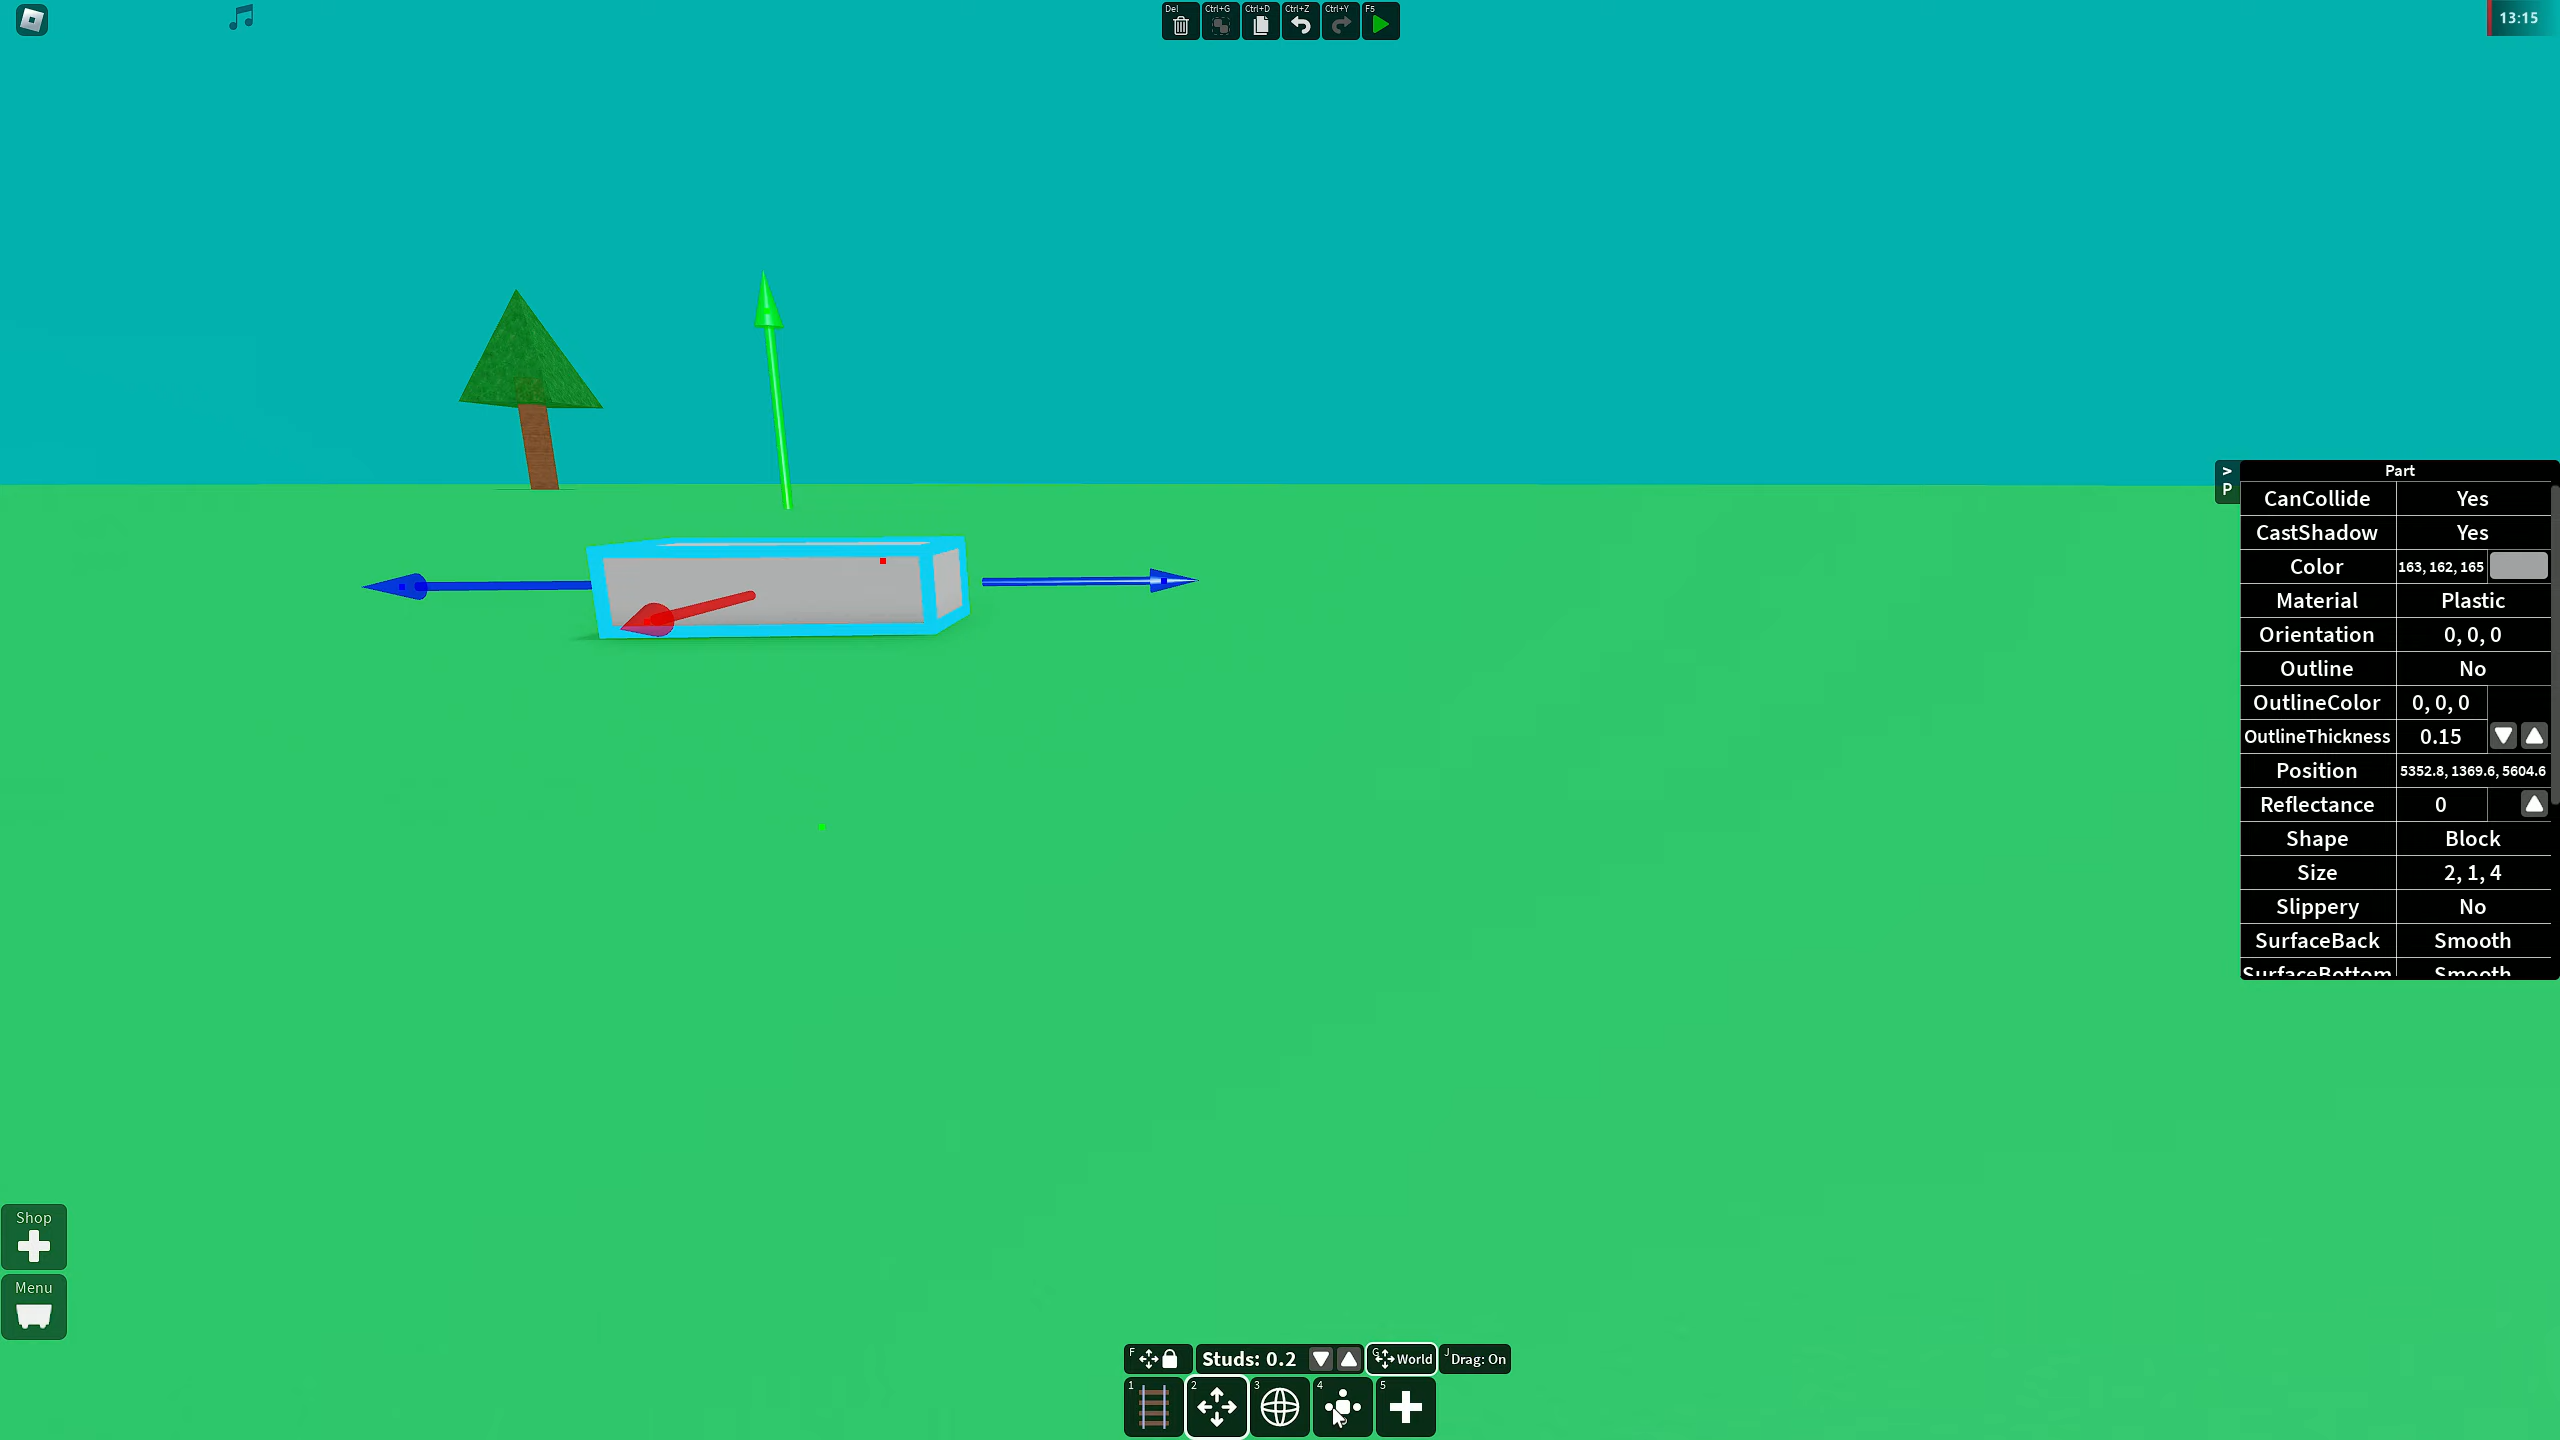 Del
Ctrl+G
Ctrl+D
Ctrl+Z
Ctrl+Y
F5
13:15
>
P
Part
CanCollide Yes
CastShadow Yes
Color 163, 162, 165
Material Plastic
Orientation 0, 0, 0
Outline No
OutlineColor 0, 0, 0
OutlineThickness 0.15
Position 5352.8, 1369.6, 5604.6
Reflectance 0
Shape Block
Size 2, 1, 4
Slippery No
SurfaceBack Smooth
SurfaceBottom Smooth
Shop
Menu
F
Studs: 0.2
G World
J Drag: On
1
2
3
4
5